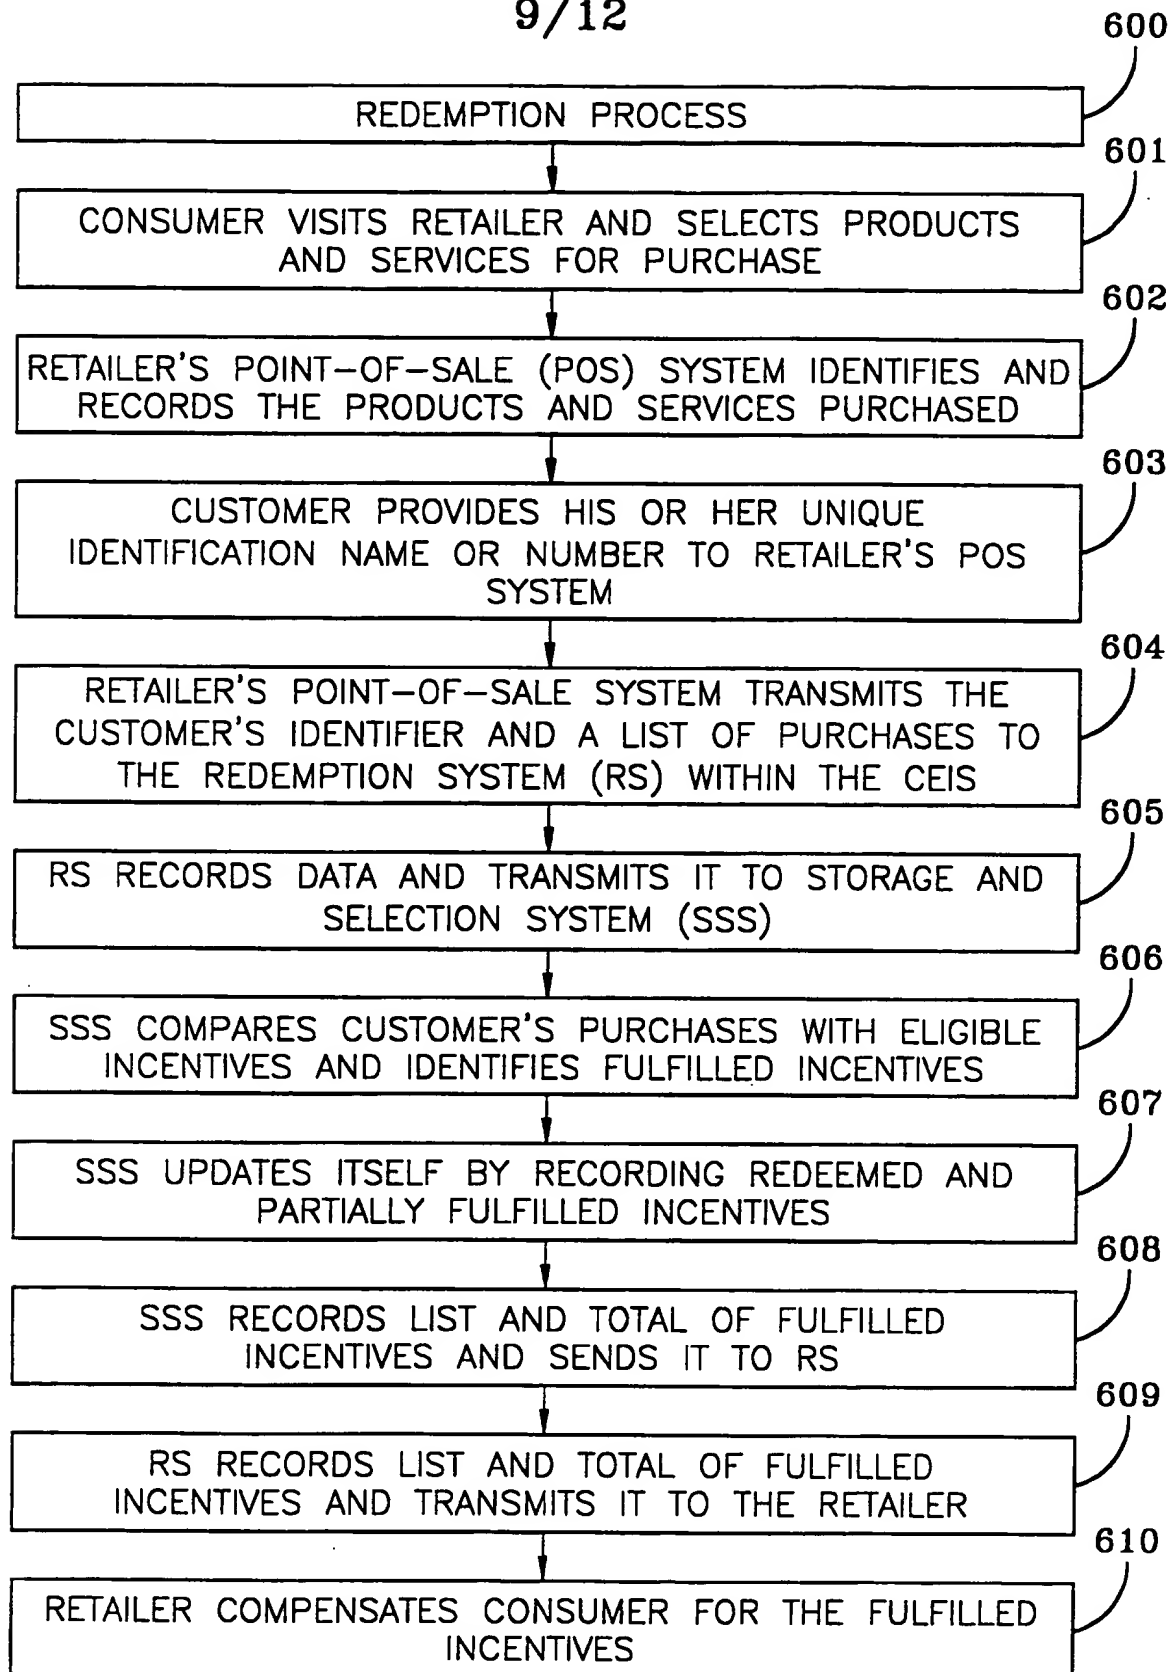 9/12
600
REDEMPTION PROCESS
601
CONSUMER VISITS RETAILER AND SELECTS PRODUCTS
AND SERVICES FOR PURCHASE
602
RETAILER'S POINT-OF-SALE (POS) SYSTEM IDENTIFIES AND
RECORDS THE PRODUCTS AND SERVICES PURCHASED
603
CUSTOMER PROVIDES HIS OR HER UNIQUE
IDENTIFICATION NAME OR NUMBER TO RETAILER'S POS
SYSTEM
604
RETAILER'S POINT-OF-SALE SYSTEM TRANSMITS THE
CUSTOMER'S IDENTIFIER AND A LIST OF PURCHASES TO
THE REDEMPTION SYSTEM (RS) WITHIN THE CEIS
605
RS RECORDS DATA AND TRANSMITS IT TO STORAGE AND
SELECTION SYSTEM (SSS)
606
SSS COMPARES CUSTOMER'S PURCHASES WITH ELIGIBLE
INCENTIVES AND IDENTIFIES FULFILLED INCENTIVES
607
SSS UPDATES ITSELF BY RECORDING REDEEMED AND
PARTIALLY FULFILLED INCENTIVES
608
SSS RECORDS LIST AND TOTAL OF FULFILLED
INCENTIVES AND SENDS IT TO RS
609
RS RECORDS LIST AND TOTAL OF FULFILLED
INCENTIVES AND TRANSMITS IT TO THE RETAILER
610
RETAILER COMPENSATES CONSUMER FOR THE FULFILLED
INCENTIVES